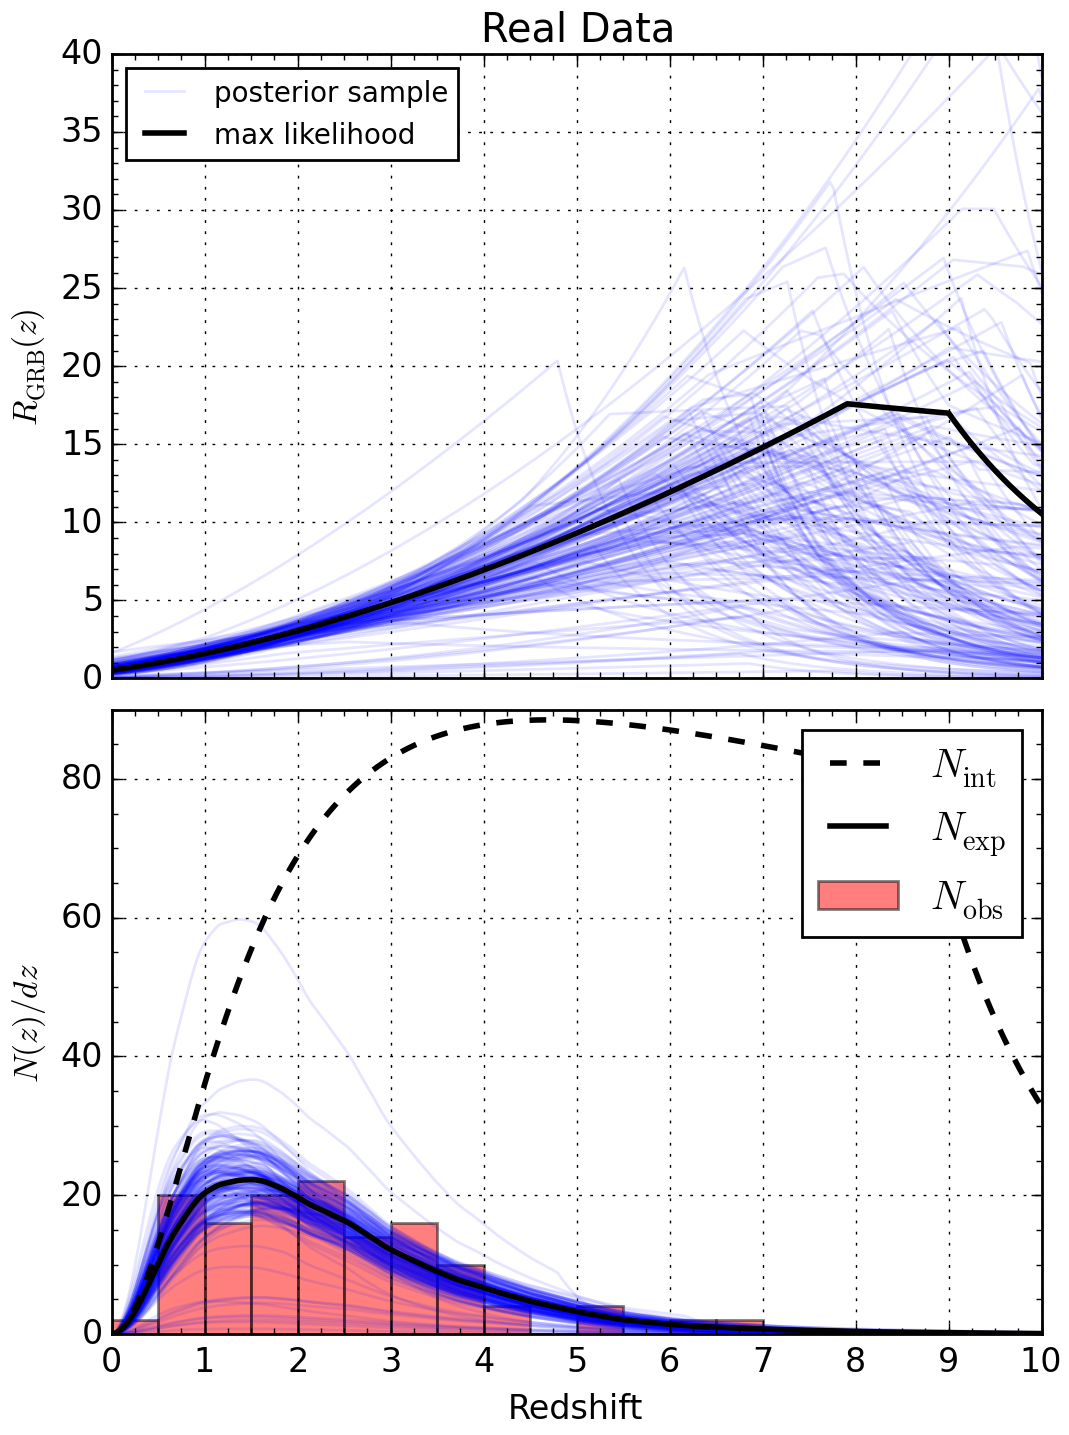 Real Data
40
35
30
25
20
15
10
5
0
R_GRB(z)
posterior sample
max likelihood
80
60
40
20
0
N(z)/dz
N_int
N_exp
N_obs
0 1 2 3 4 5 6 7 8 9 10
Redshift